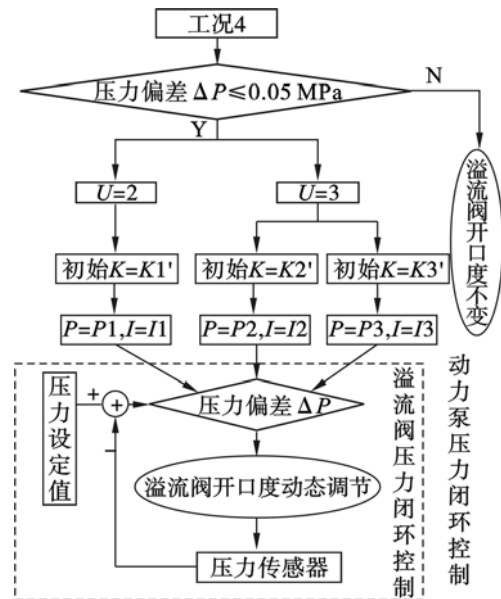 工况4
压力偏差ΔP≤0.05 MPa
N
Y
U=2
U=3
溢流阀开口度不变
初始K=K1'
初始K=K2'
初始K=K3'
P=P1,I=I1
P=P2,I=I2
P=P3,I=I3
压力设定值
+
+
−
压力偏差ΔP
溢流阀开口度动态调节
压力传感器
溢流阀压力闭环控制
动力泵压力闭环控制